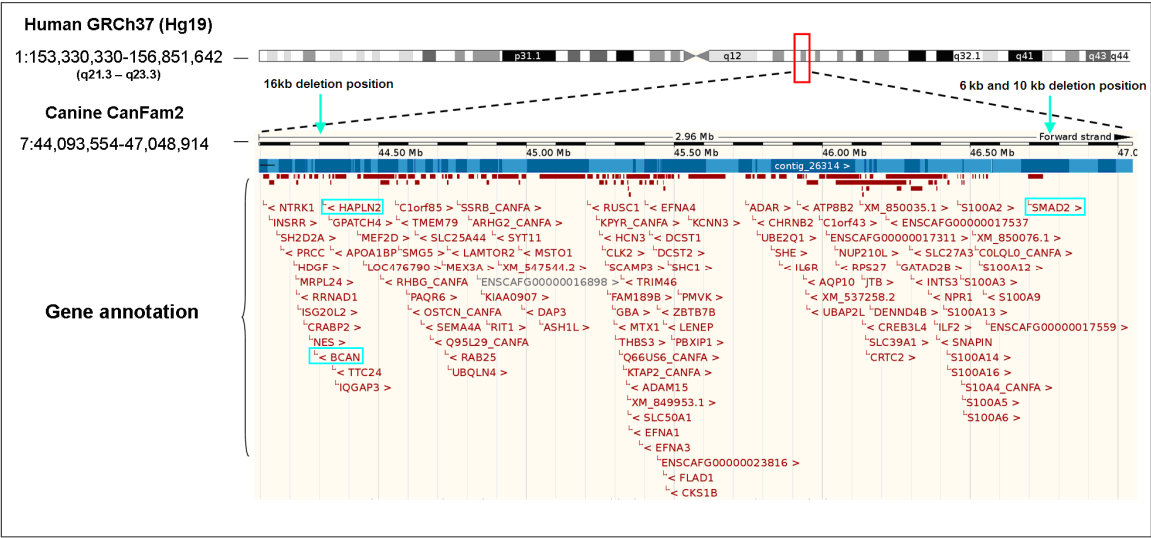 Human GRCh37 (Hg19)
1:153,330,330-156,851,642
(q21.3 – q23.3)
p31.1 q12 q32.1 q41 q43 q44
16kb deletion position
6 kb and 10 kb deletion position
Canine CanFam2
7:44,093,554-47,048,914
2.96 Mb
Forward strand
44.50 Mb 45.00 Mb 45.50 Mb 46.00 Mb 46.50 Mb 47.0
contig_26314 >
< NTRK1 < HAPLN2 C1orf85 > SSRB_CANFA > < RUSC1 < EFNA4 ADAR > < ATP8B2 XM_850035.1 > S100A2 > SMAD2 >
INSRR > GPATCH4 > < TMEM79 ARHG2_CANFA > KPYR_CANFA > KCNN3 > < CHRNB2 C1orf43 > < ENSCAFG00000017537
SH2D2A > MEF2D > < SLC25A44 < SYT11 < HCN3 < DCST1 UBE2Q1 > ENSCAFG00000017311 > XM_850076.1 >
< PRCC < APOA1BP SMG5 > < LAMTOR2 < MSTO1 CLK2 > DCST2 > SHE > NUP210L > < SLC27A3 COLQL0_CANFA >
HDGF > LOC476790 > MEX3A > XM_547544.2 > SCAMP3 > SHC1 > < IL6R < RPS27 GATAD2B > S100A12 >
MRPL24 > < RHBG_CANFA ENSCAFG00000016898 > < TRIM46 < AQP10 JTB > < INTS3 S100A3 >
< RRNAD1 PAQR6 > KIAA0907 > FAM189B > PMVK > < XM_537258.2 < NPR1 < S100A9
ISG20L2 > < OSTCN_CANFA < DAP3 GBA > < ZBTB7B < UBAP2L DENND4B > S100A13 >
CRABP2 > < SEMA4A RIT1 > ASH1L > < MTX1 < LENEP < CREB3L4 ILF2 > ENSCAFG00000017559 >
NES > < Q95L29_CANFA THBS3 > PBXIP1 > SLC39A1 > < SNAPIN
Gene annotation
< BCAN < RAB25 Q66US6_CANFA > CRTC2 > S100A14 >
< TTC24 UBQLN4 > KTAP2_CANFA > S100A16 >
IQGAP3 > < ADAM15 S10A4_CANFA >
XM_849953.1 > S100A5 >
< SLC50A1 S100A6 >
< EFNA1
< EFNA3
ENSCAFG00000023816 >
< FLAD1
< CKS1B